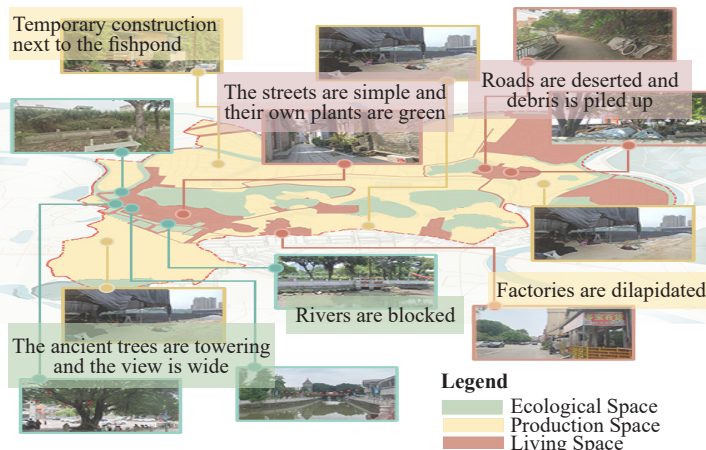 Temporary construction
next to the fishpond
The streets are simple and
their own plants are green
Roads are deserted and
debris is piled up
Factories are dilapidated
Rivers are blocked
The ancient trees are towering
and the view is wide
Legend
Ecological Space
Production Space
Living Space